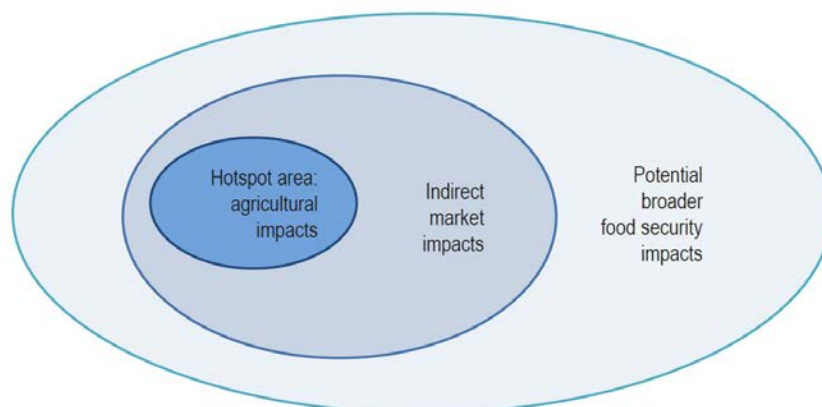 Hotspot area:
agricultural
impacts
Indirect
market
impacts
Potential
broader
food security
impacts